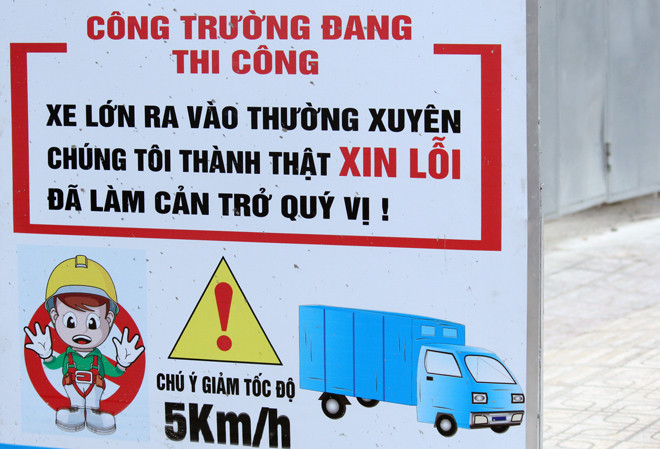 CÔNG TRƯỜNG ĐANG
THI CÔNG
XE LỚN RA VÀO THƯỜNG XUYÊN
CHÚNG TÔI THÀNH THẬT XIN LỖI
ĐÃ LÀM CẢN TRỞ QUÝ VỊ !
CHÚ Ý GIẢM TỐC ĐỘ
5Km/h